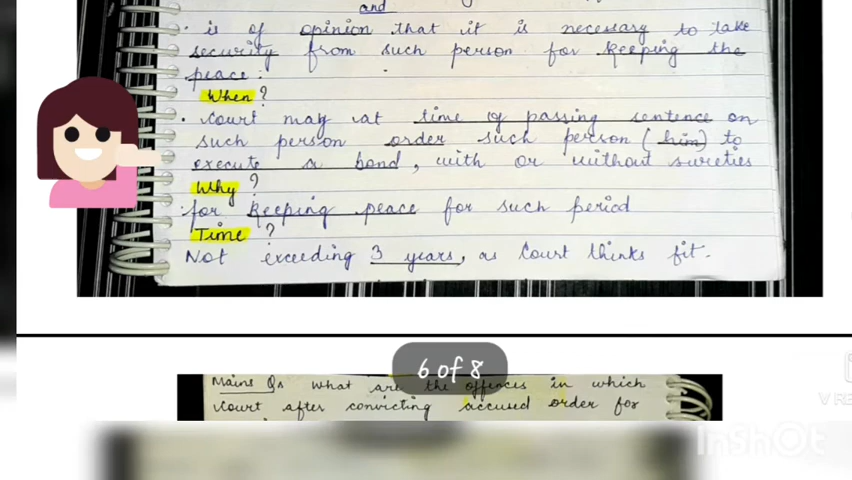 and
· is of opinion that it is necessary to take
security from such person for keeping the
peace.
When?
· Court may at time of passing sentence on
such person order such person (him) to
execute a bond, with or without sureties
Why?
for keeping peace for such period
Time?
Not exceeding 3 years, as Court thinks fit.
6 of 8
Mains Qs What are the offences in which
Court after convicting accused order for
InShOt